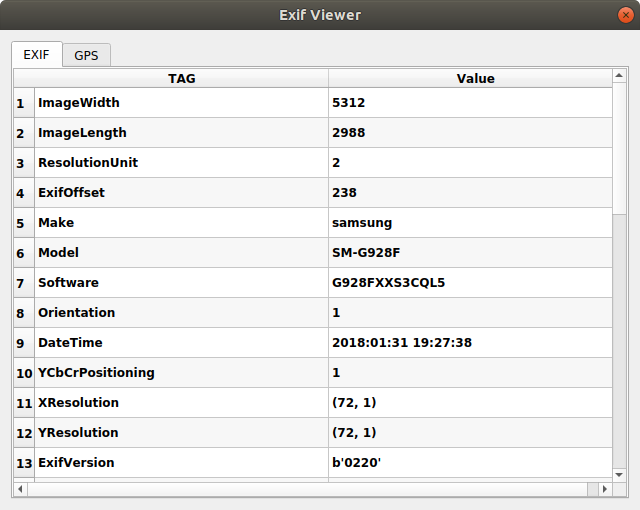 Exif Viewer
EXIF GPS
TAG Value
1 ImageWidth 5312
2 ImageLength 2988
3 ResolutionUnit 2
4 ExifOffset 238
5 Make samsung
6 Model SM-G928F
7 Software G928FXXS3CQL5
8 Orientation 1
9 DateTime 2018:01:31 19:27:38
10 YCbCrPositioning 1
11 XResolution (72, 1)
12 YResolution (72, 1)
13 ExifVersion b'0220'